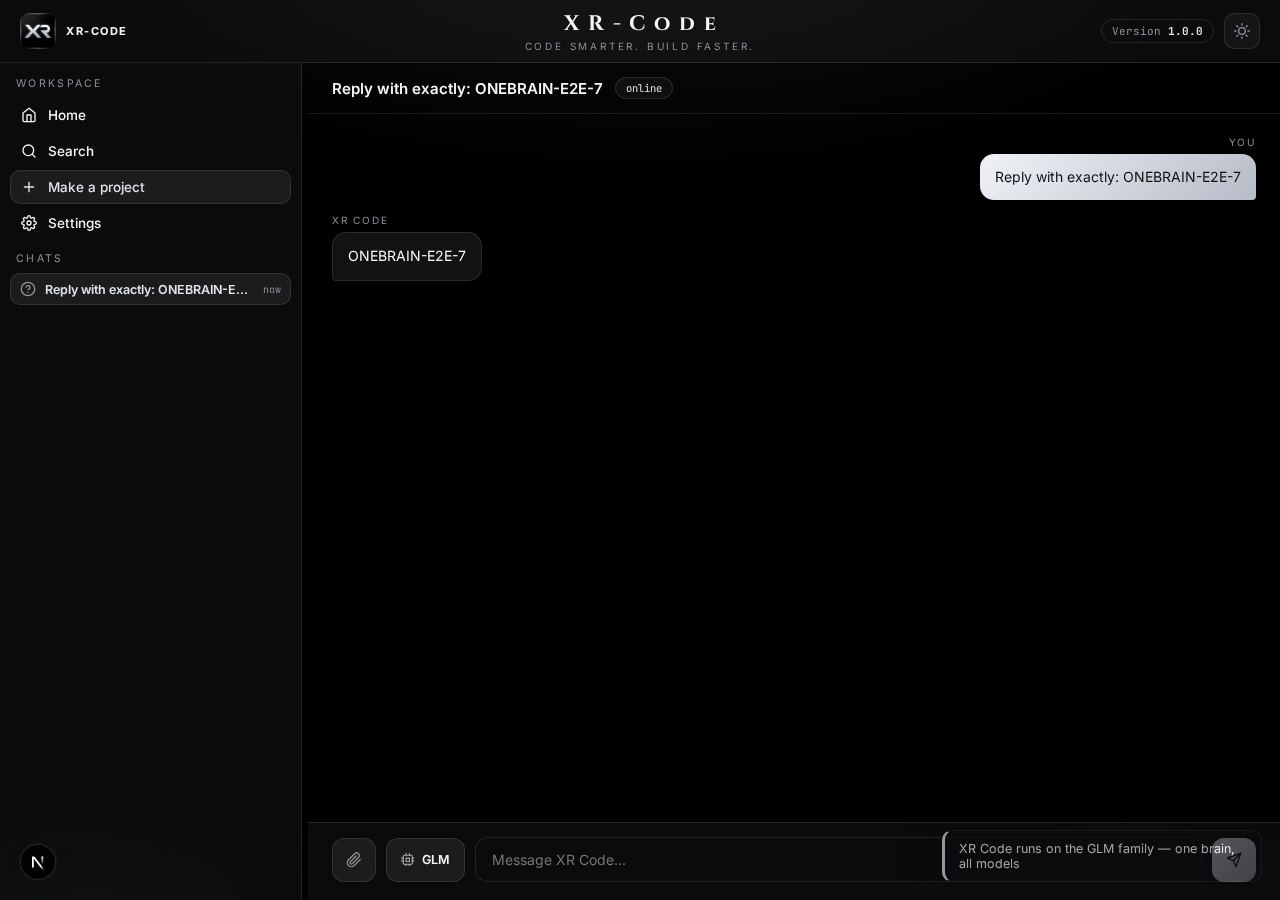 XR
XR-CODE
XR-CODE
CODE SMARTER. BUILD FASTER.
Version 1.0.0
WORKSPACE
Home
Search
Make a project
Settings
CHATS
Reply with exactly: ONEBRAIN-E... now
Reply with exactly: ONEBRAIN-E2E-7 online
YOU
Reply with exactly: ONEBRAIN-E2E-7
XR CODE
ONEBRAIN-E2E-7
N
GLM
Message XR Code...
XR Code runs on the GLM family — one brain,
all models